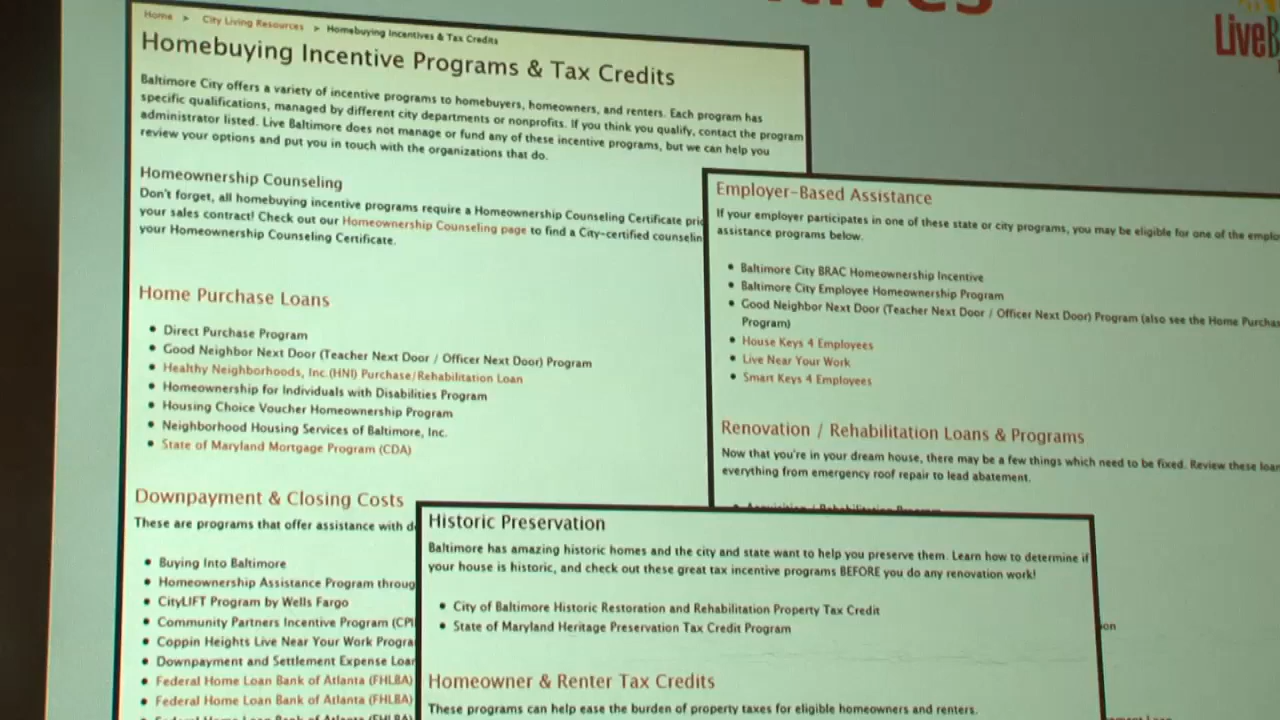 Home > City Living Resources > Homebuying Incentives & Tax Credits
Homebuying Incentive Programs & Tax Credits
Baltimore City offers a variety of incentive programs to homebuyers, homeowners, and renters. Each program has
specific qualifications, managed by different city departments or nonprofits. If you think you qualify, contact the program
administrator listed. Live Baltimore does not manage or fund any of these incentive programs, but we can help you
review your options and put you in touch with the organizations that do.
Homeownership Counseling
Don't forget, all homebuying incentive programs require a Homeownership Counseling Certificate
your sales contract! Check out our Homeownership Counseling page to find a City-certified
your Homeownership Counseling Certificate.
Home Purchase Loans
• Direct Purchase Program
• Good Neighbor Next Door (Teacher Next Door / Officer Next Door) Program
• Healthy Neighborhoods, Inc.(HNI) Purchase/Rehabilitation Loan
• Homeownership for Individuals with Disabilities Program
• Housing Choice Voucher Homeownership Program
• Neighborhood Housing Services of Baltimore, Inc.
• State of Maryland Mortgage Program (CDA)
Downpayment & Closing Costs
These are programs that offer assistance with
• Buying Into Baltimore
• Homeownership Assistance Program
• CityLIFT Program by Wells Fargo
• Community Partners Incentive Program
• Coppin Heights Live Near Your Work
• Downpayment and Settlement Expense
• Federal Home Loan Bank of Atlanta (FHLBA)
• Federal Home Loan Bank of Atlanta (FHLBA)
Live
Employer-Based Assistance
If your employer participates in one of these state or city programs, you may be eligible for one of the
assistance programs below.
• Baltimore City BRAC Homeownership Incentive
• Baltimore City Employee Homeownership Program
• Good Neighbor Next Door (Teacher Next Door / Officer Next Door) Program (also see the Home
Program)
• House Keys 4 Employees
• Live Near Your Work
• Smart Keys 4 Employees
Renovation / Rehabilitation Loans & Programs
Now that you're in your dream house, there may be a few things which need to be fixed. Review these
everything from emergency roof repair to lead abatement.
Historic Preservation
Baltimore has amazing historic homes and the city and state want to help you preserve them. Learn how to determine if
your house is historic, and check out these great tax incentive programs BEFORE you do any renovation work!
• City of Baltimore Historic Restoration and Rehabilitation Property Tax Credit
• State of Maryland Heritage Preservation Tax Credit Program
Homeowner & Renter Tax Credits
These programs can help ease the burden of property taxes for eligible homeowners and renters.